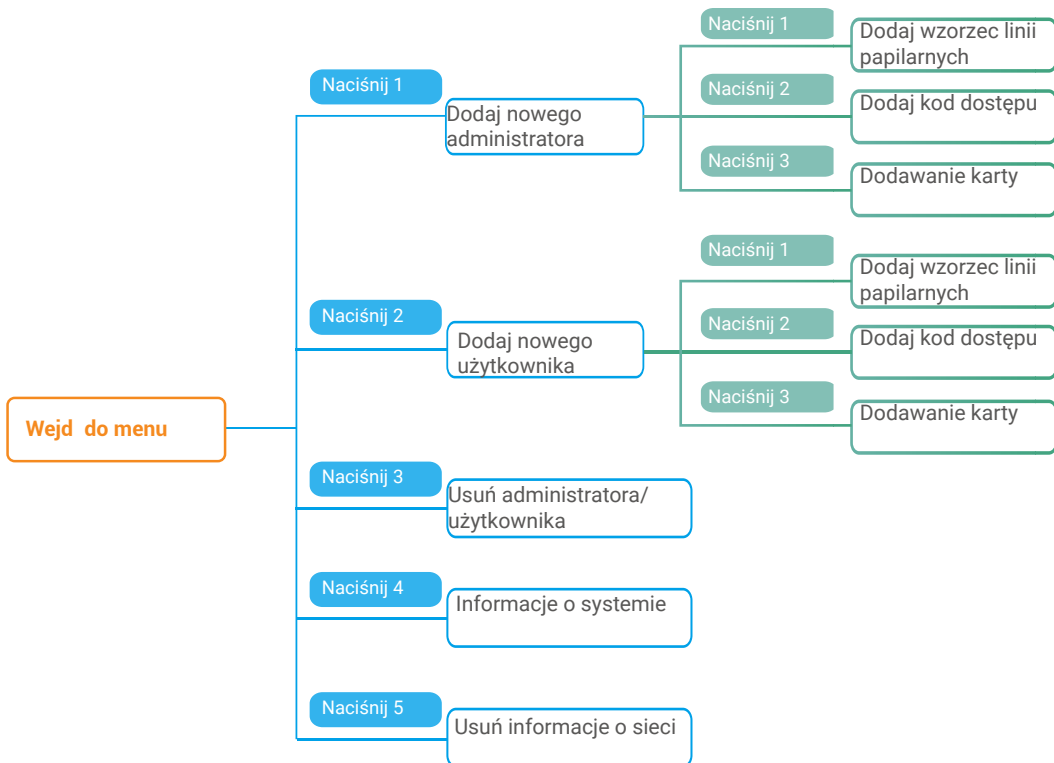 Naciśnij 1
Dodaj wzorzec linii
papilarnych
Naciśnij 1
Naciśnij 2
Dodaj nowego
administratora
Dodaj kod dostępu
Naciśnij 3
Dodawanie karty
Naciśnij 1
Dodaj wzorzec linii
papilarnych
Naciśnij 2
Dodaj nowego
użytkownika
Naciśnij 2
Dodaj kod dostępu
Naciśnij 3
Dodawanie karty
Wejd do menu
Naciśnij 3
Usuń administratora/
użytkownika
Naciśnij 4
Informacje o systemie
Naciśnij 5
Usuń informacje o sieci